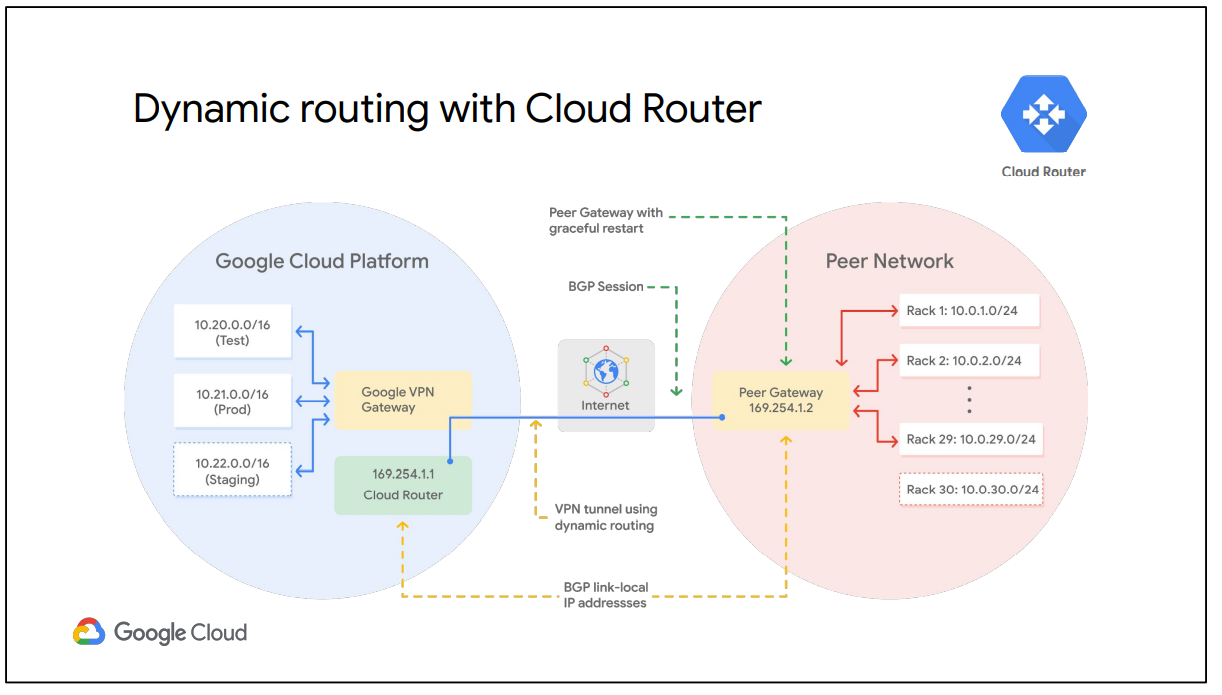 Dynamic routing with Cloud Router
Cloud Router
Peer Gateway with
graceful restart
BGP Session
Google Cloud Platform
10.20.0.0/16
(Test)
10.21.0.0/16
(Prod)
10.22.0.0/16
(Staging)
Google VPN
Gateway
169.254.1.1
Cloud Router
Internet
VPN tunnel using
dynamic routing
BGP link-local
IP addressses
Peer Network
Peer Gateway
169.254.1.2
Rack 1: 10.0.1.0/24
Rack 2: 10.0.2.0/24
Rack 29: 10.0.29.0/24
Rack 30: 10.0.30.0/24
Google Cloud